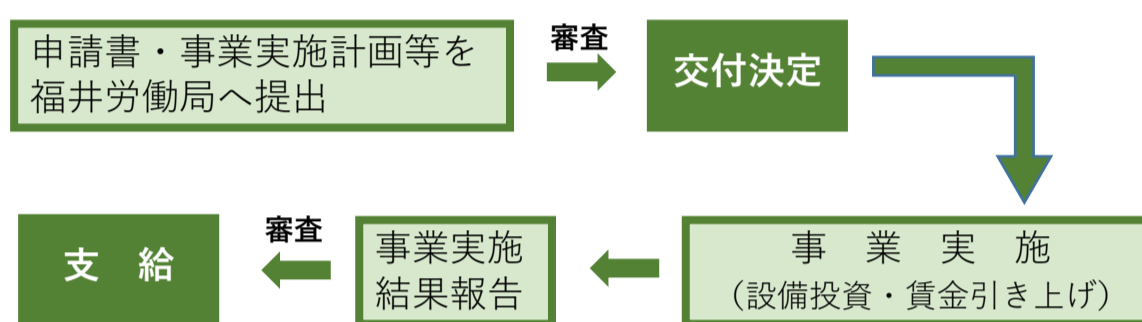 申請書・事業実施計画等を
福井労働局へ提出
審査
交付決定
事業実施
（設備投資・賃金引き上げ）
事業実施
結果報告
審査
支給